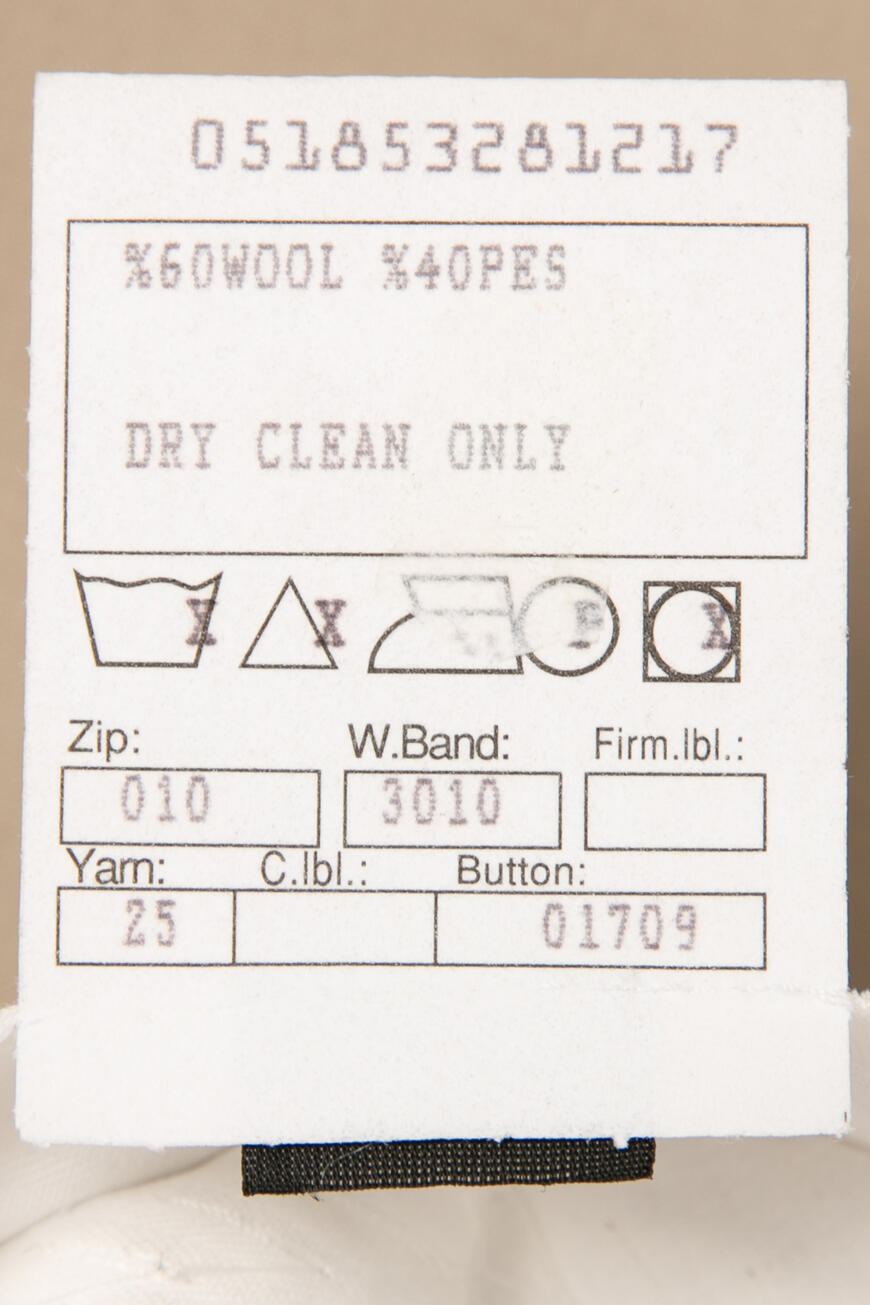 051853281217
%60WOOL %40PES
DRY CLEAN ONLY
X X P X
Zip: W.Band: Firm.lbl.:
010 3010
Yarn: C.lbl.: Button:
25 01709